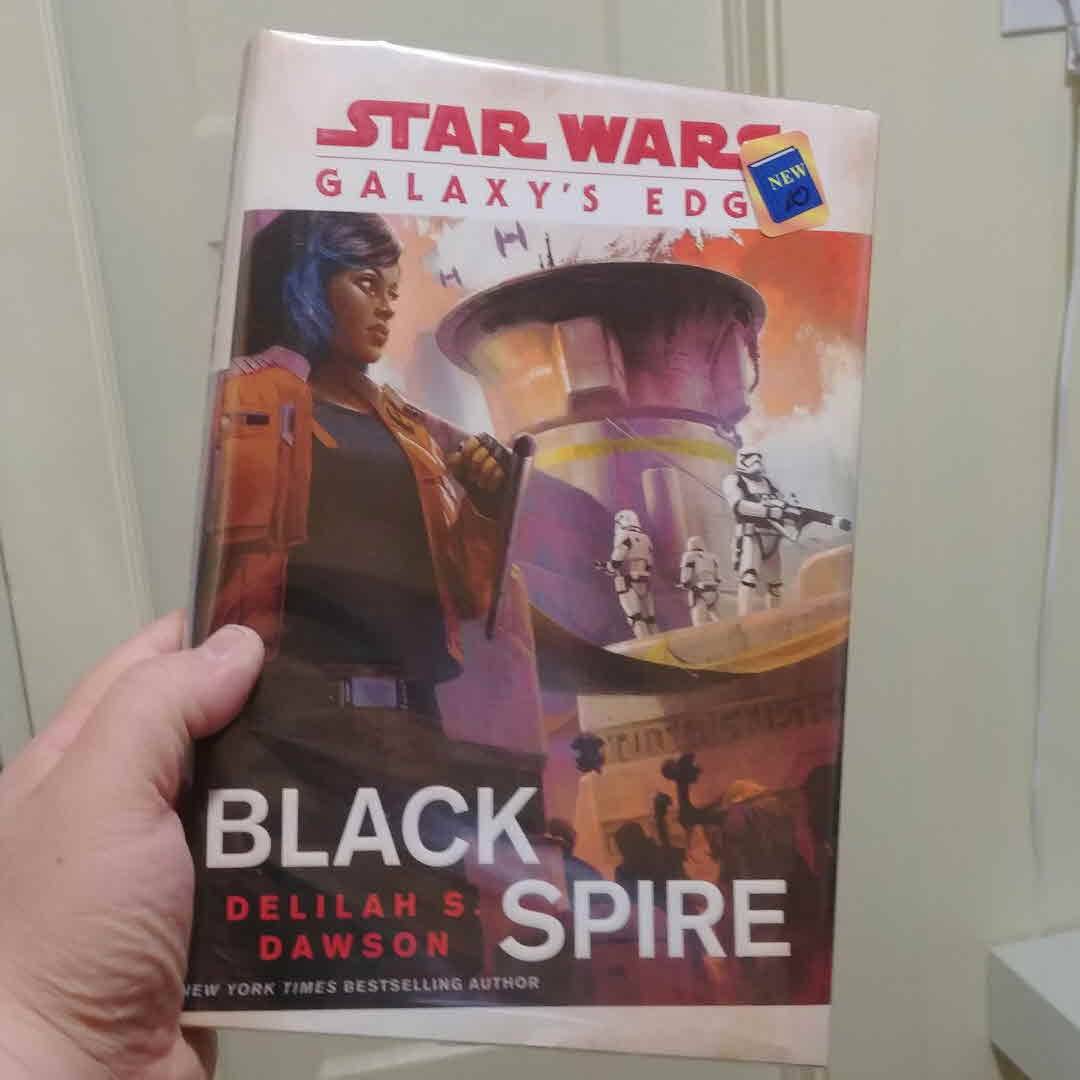 STAR WARS
GALAXY'S EDG
NEW
BLACK
SPIRE
DELILAH S.
DAWSON
NEW YORK TIMES BESTSELLING AUTHOR